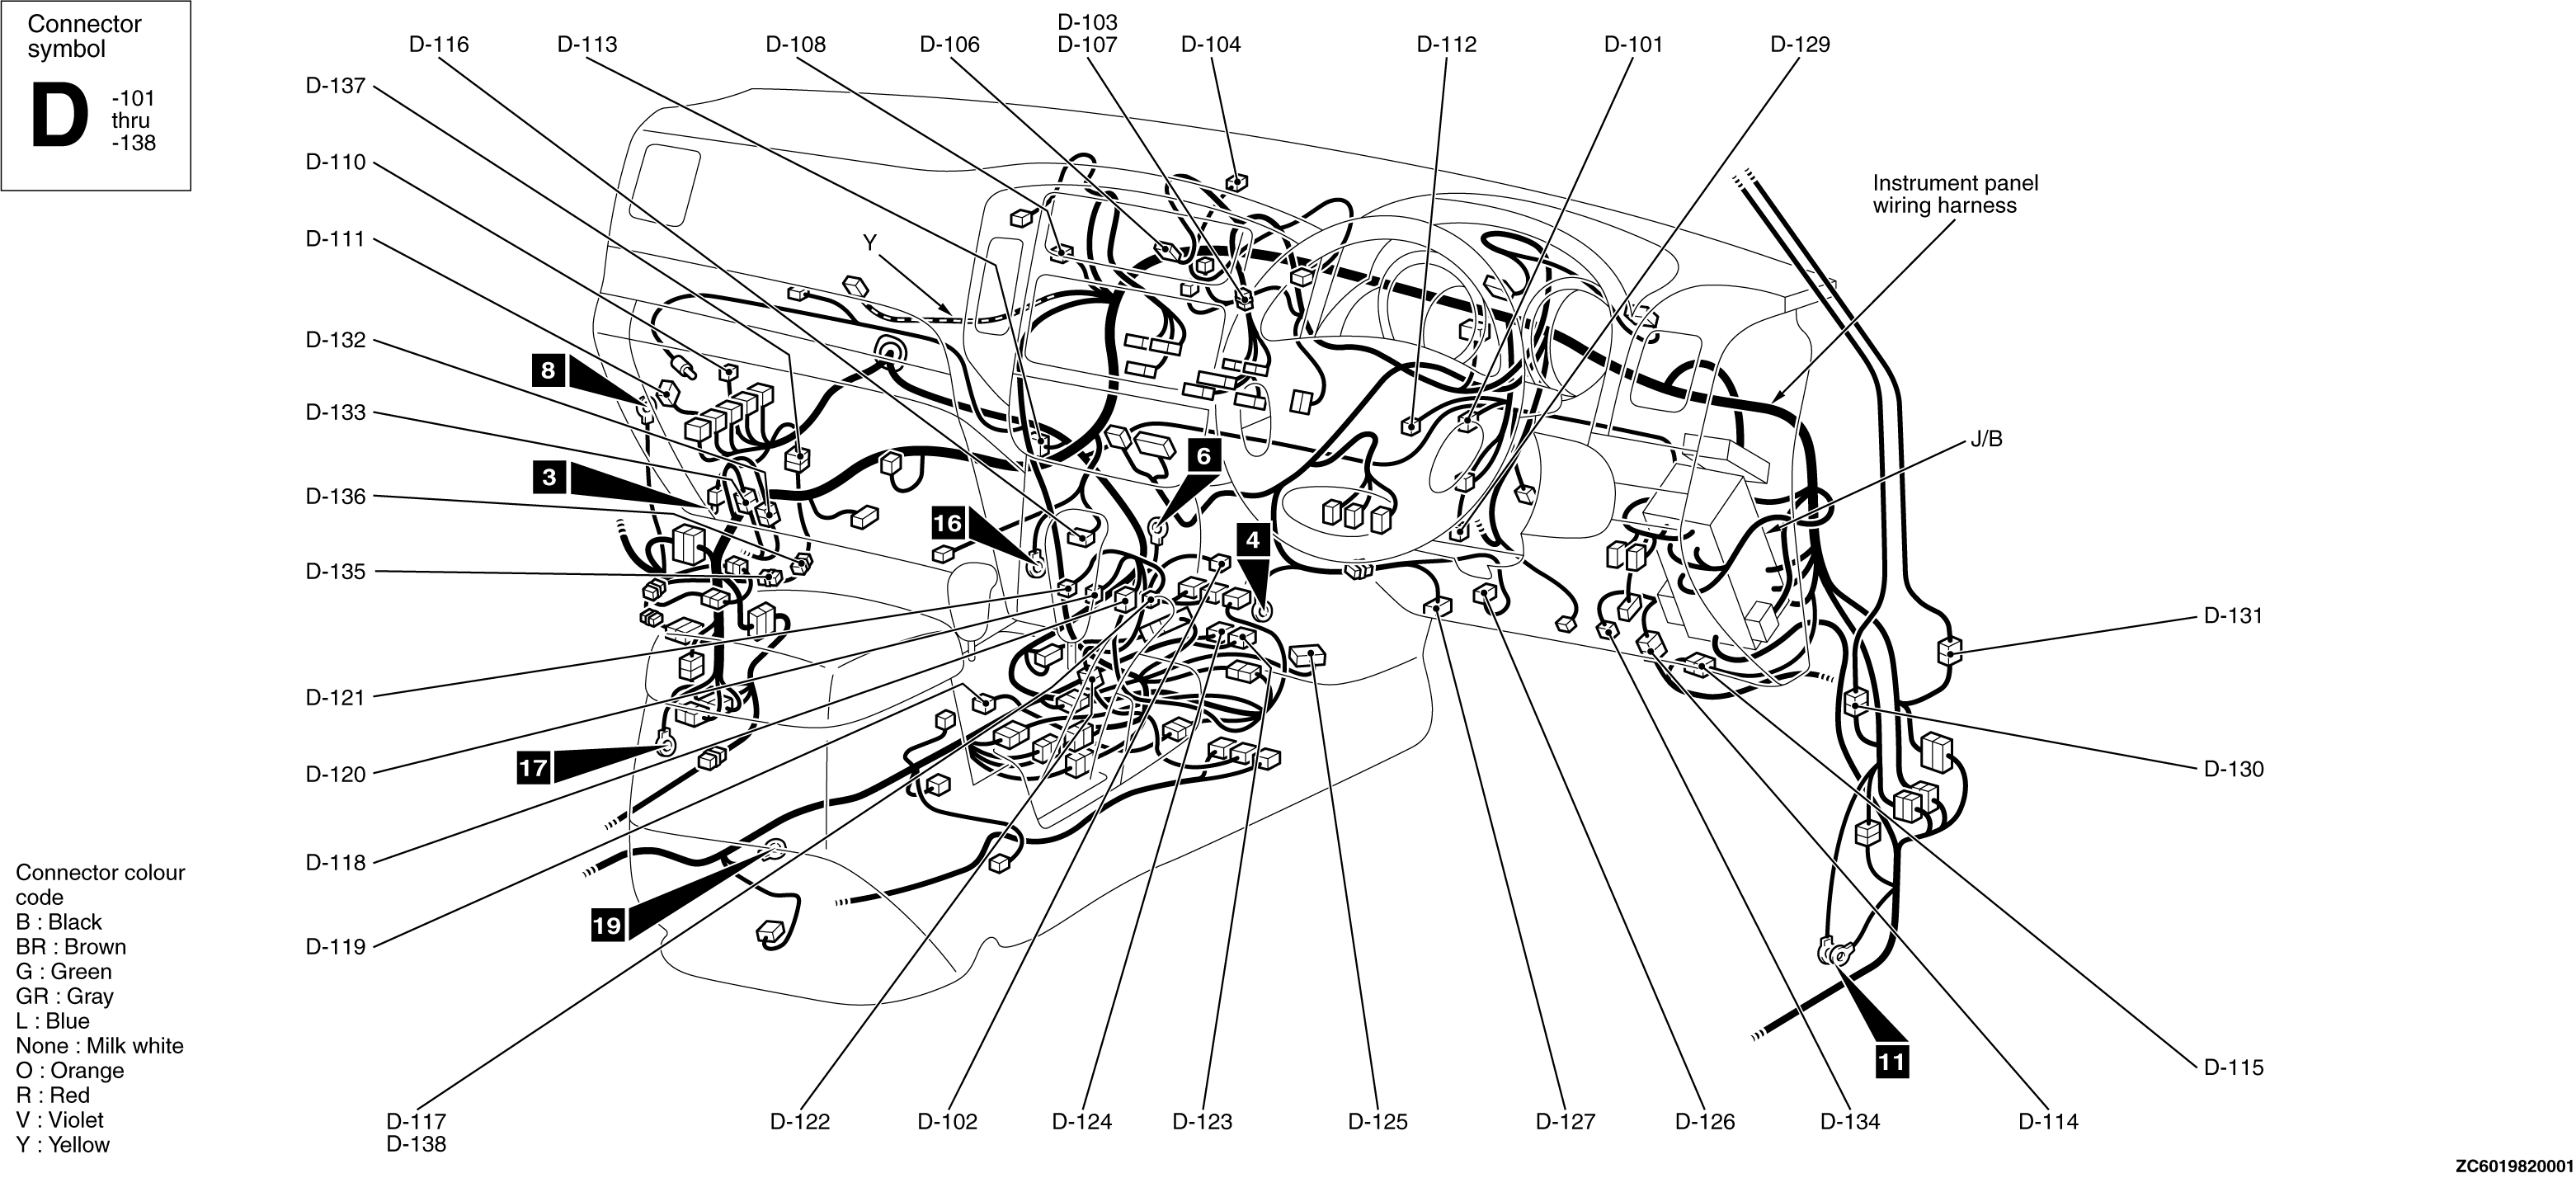 Connector
symbol
D
-101
thru
-138
D-116
D-113
D-108
D-106
D-103
D-107
D-104
D-112
D-101
D-129
D-137
D-110
D-111
D-132
D-133
D-136
D-135
D-121
D-120
D-118
D-119
Y
8
3
16
6
4
17
19
11
Instrument panel
wiring harness
J/B
D-131
D-130
D-115
D-117
D-138
D-122
D-102
D-124
D-123
D-125
D-127
D-126
D-134
D-114
Connector colour
code
B : Black
BR : Brown
G : Green
GR : Gray
L : Blue
None : Milk white
O : Orange
R : Red
V : Violet
Y : Yellow
ZC6019820001